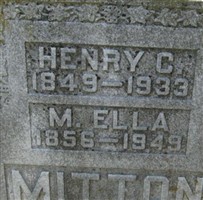 HENRY C.
1849–1933
M. ELLA
1856–1949
MITTON